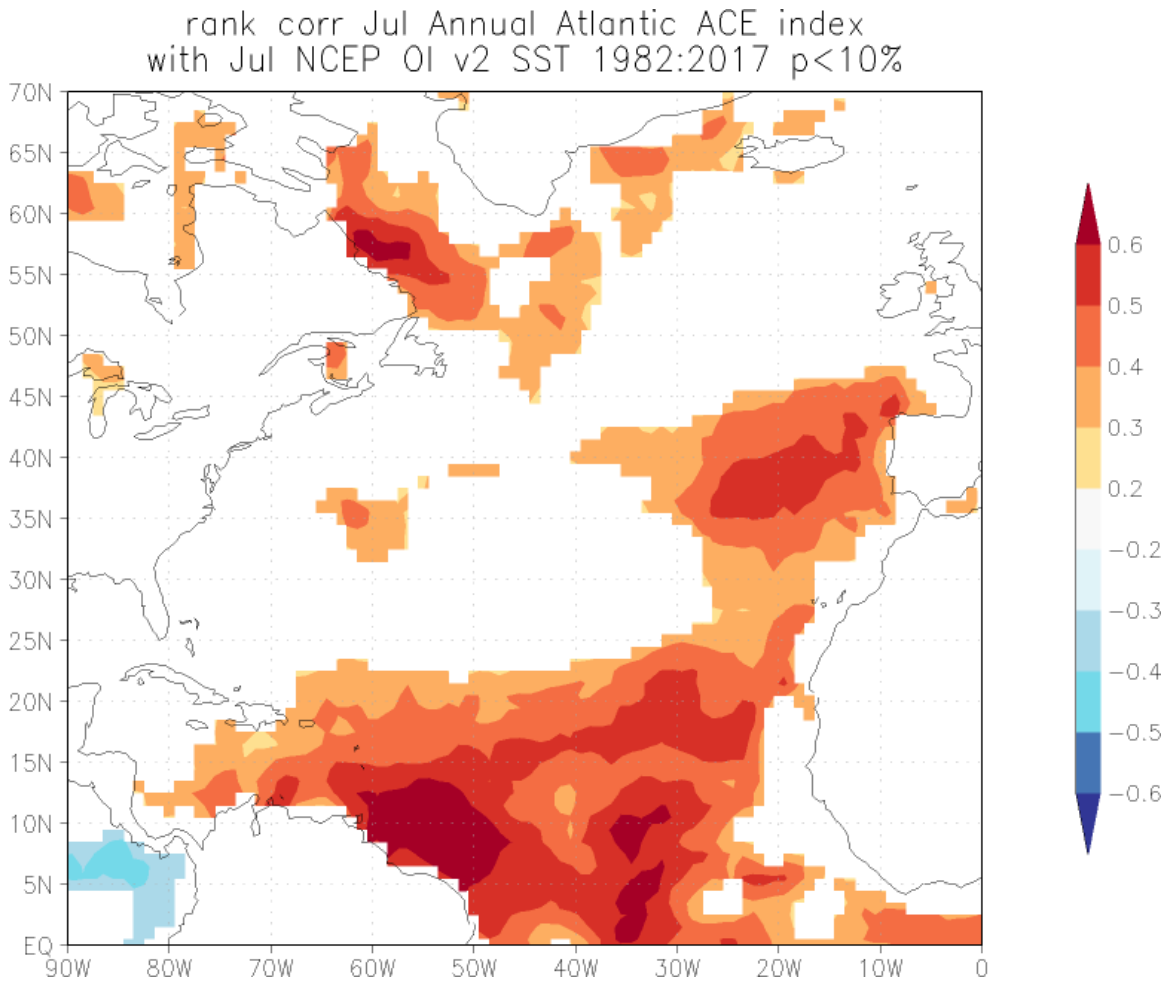 rank corr Jul Annual Atlantic ACE index
with Jul NCEP OI v2 SST 1982:2017 p<10%
70N
65N
60N
55N
50N
45N
40N
35N
30N
25N
20N
15N
10N
5N
EQ
90W 80W 70W 60W 50W 40W 30W 20W 10W 0
0.6
0.5
0.4
0.3
0.2
-0.2
-0.3
-0.4
-0.5
-0.6